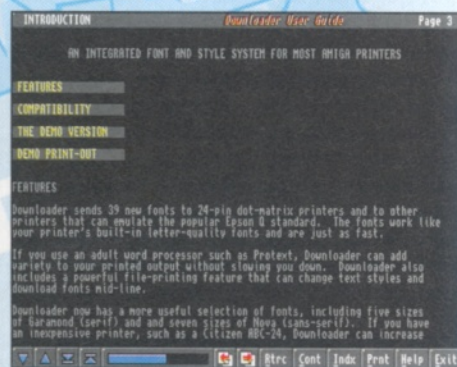 INTRODUCTION Downloader User Guide Page 3
AN INTEGRATED FONT AND STYLE SYSTEM FOR MOST AMIGA PRINTERS
FEATURES
COMPATIBILITY
THE DEMO VERSION
DEMO PRINT-OUT
FEATURES
Downloader sends 39 new fonts to 24-pin dot-matrix printers and to other
printers that can emulate the popular Epson Q standard. The fonts work like
your printer's built-in letter-quality fonts and are just as fast.
If you use an adult word processor such as Protext, Downloader can add
variety to your printed output without slowing you down. Downloader also
includes a powerful file-printing feature that can change text styles and
download fonts mid-line.
Downloader now has a more useful selection of fonts, including five sizes
of Garamond (serif) and and seven sizes of Nova (sans-serif). If you have
an inexpensive printer, such as a Citizen ABC-24, Downloader can increase
Rtrc Cont Indx Prnt Help Exit